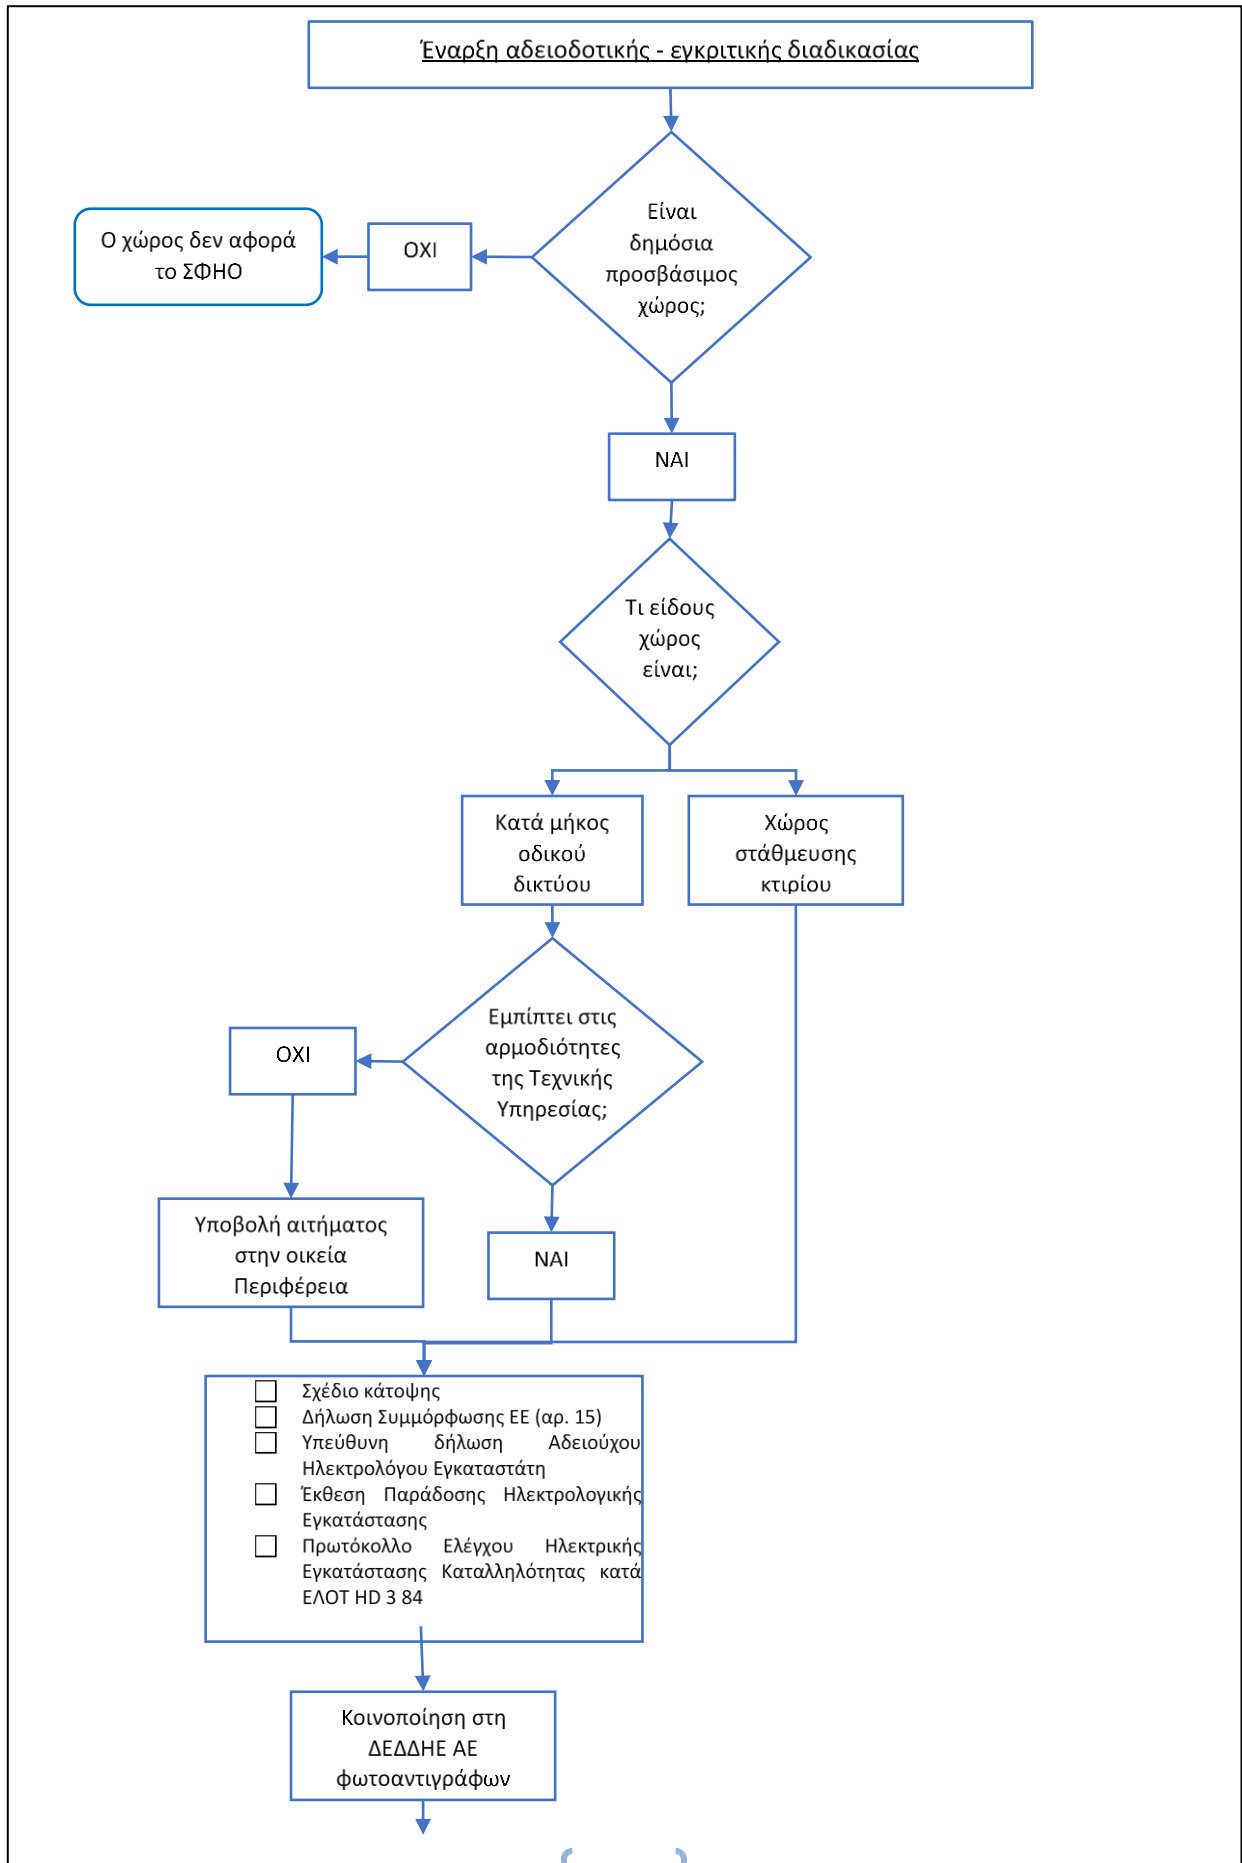 Έναρξη αδειοδοτικής - εγκριτικής διαδικασίας
Είναι
δημόσια
προσβάσιμος
χώρος;
ΟΧΙ
Ο χώρος δεν αφορά
το ΣΦΗΟ
ΝΑΙ
Τι είδους
χώρος
είναι;
Κατά μήκος
οδικού
δικτύου
Χώρος
στάθμευσης
κτιρίου
Εμπίπτει στις
αρμοδιότητες
της Τεχνικής
Υπηρεσίας;
ΟΧΙ
Υποβολή αιτήματος
στην οικεία
Περιφέρεια
ΝΑΙ
Σχέδιο κάτοψης
Δήλωση Συμμόρφωσης ΕΕ (αρ. 15)
Υπεύθυνη δήλωση Αδειούχου
Ηλεκτρολόγου Εγκαταστάτη
Έκθεση Παράδοσης Ηλεκτρολογικής
Εγκατάστασης
Πρωτόκολλο Ελέγχου Ηλεκτρικής
Εγκατάστασης Καταλληλότητας κατά
ΕΛΟΤ HD 3 84
Κοινοποίηση στη
ΔΕΔΔΗΕ ΑΕ
φωτοαντιγράφων